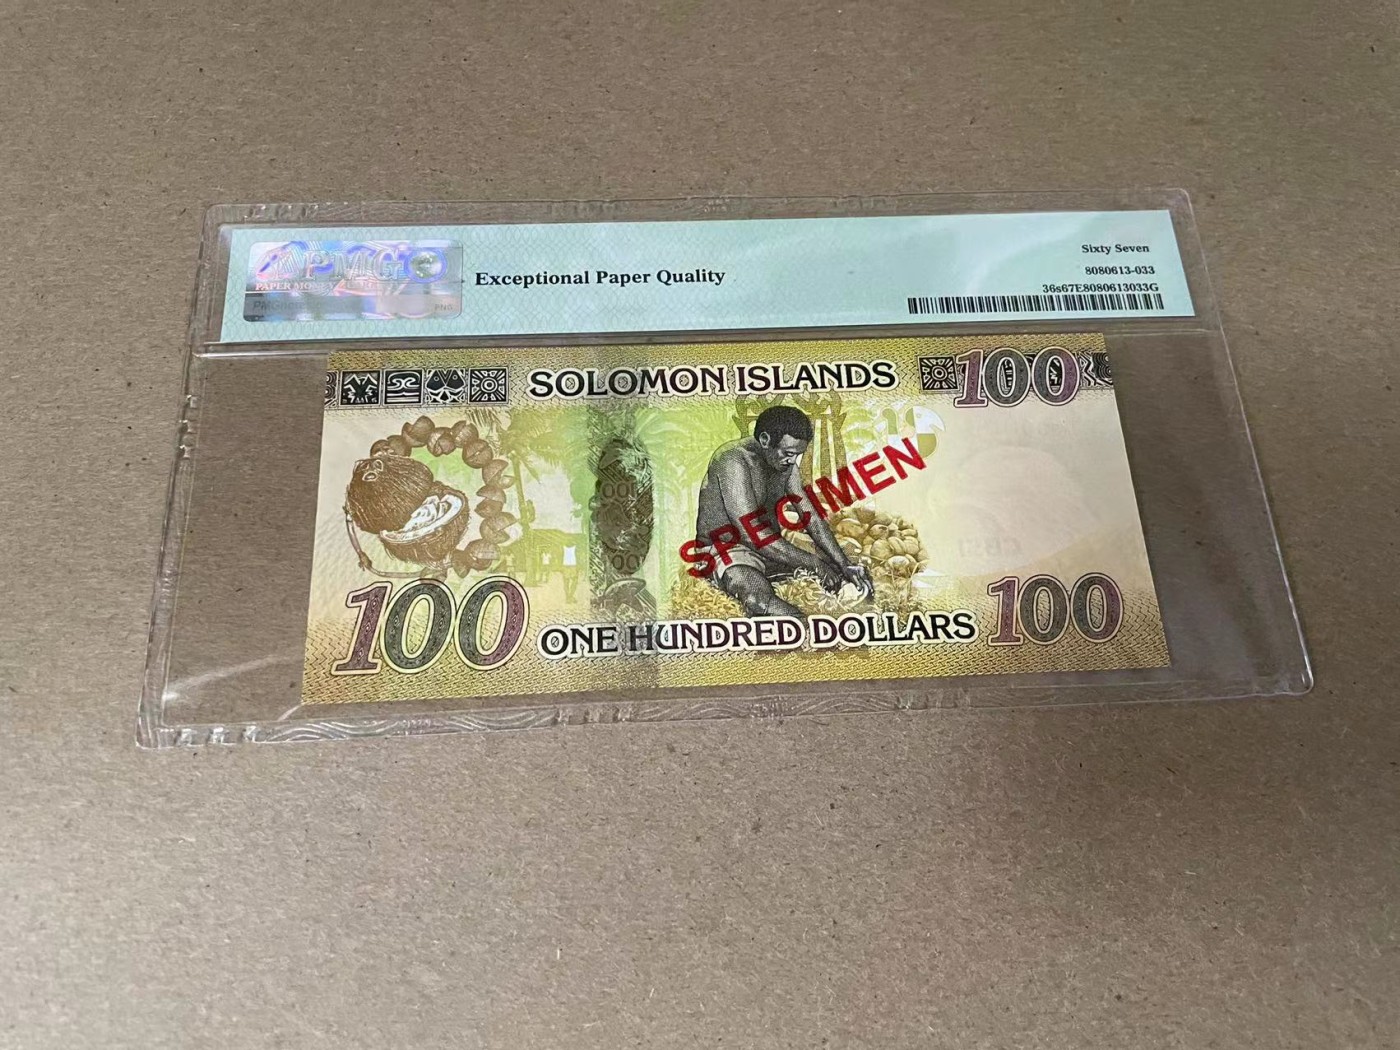 PMG
PAPER MONEY
Exceptional Paper Quality
Sixty Seven
8080613-033
36s67E8080613033G
SOLOMON ISLANDS
100
SPECIMEN
100
ONE HUNDRED DOLLARS
100